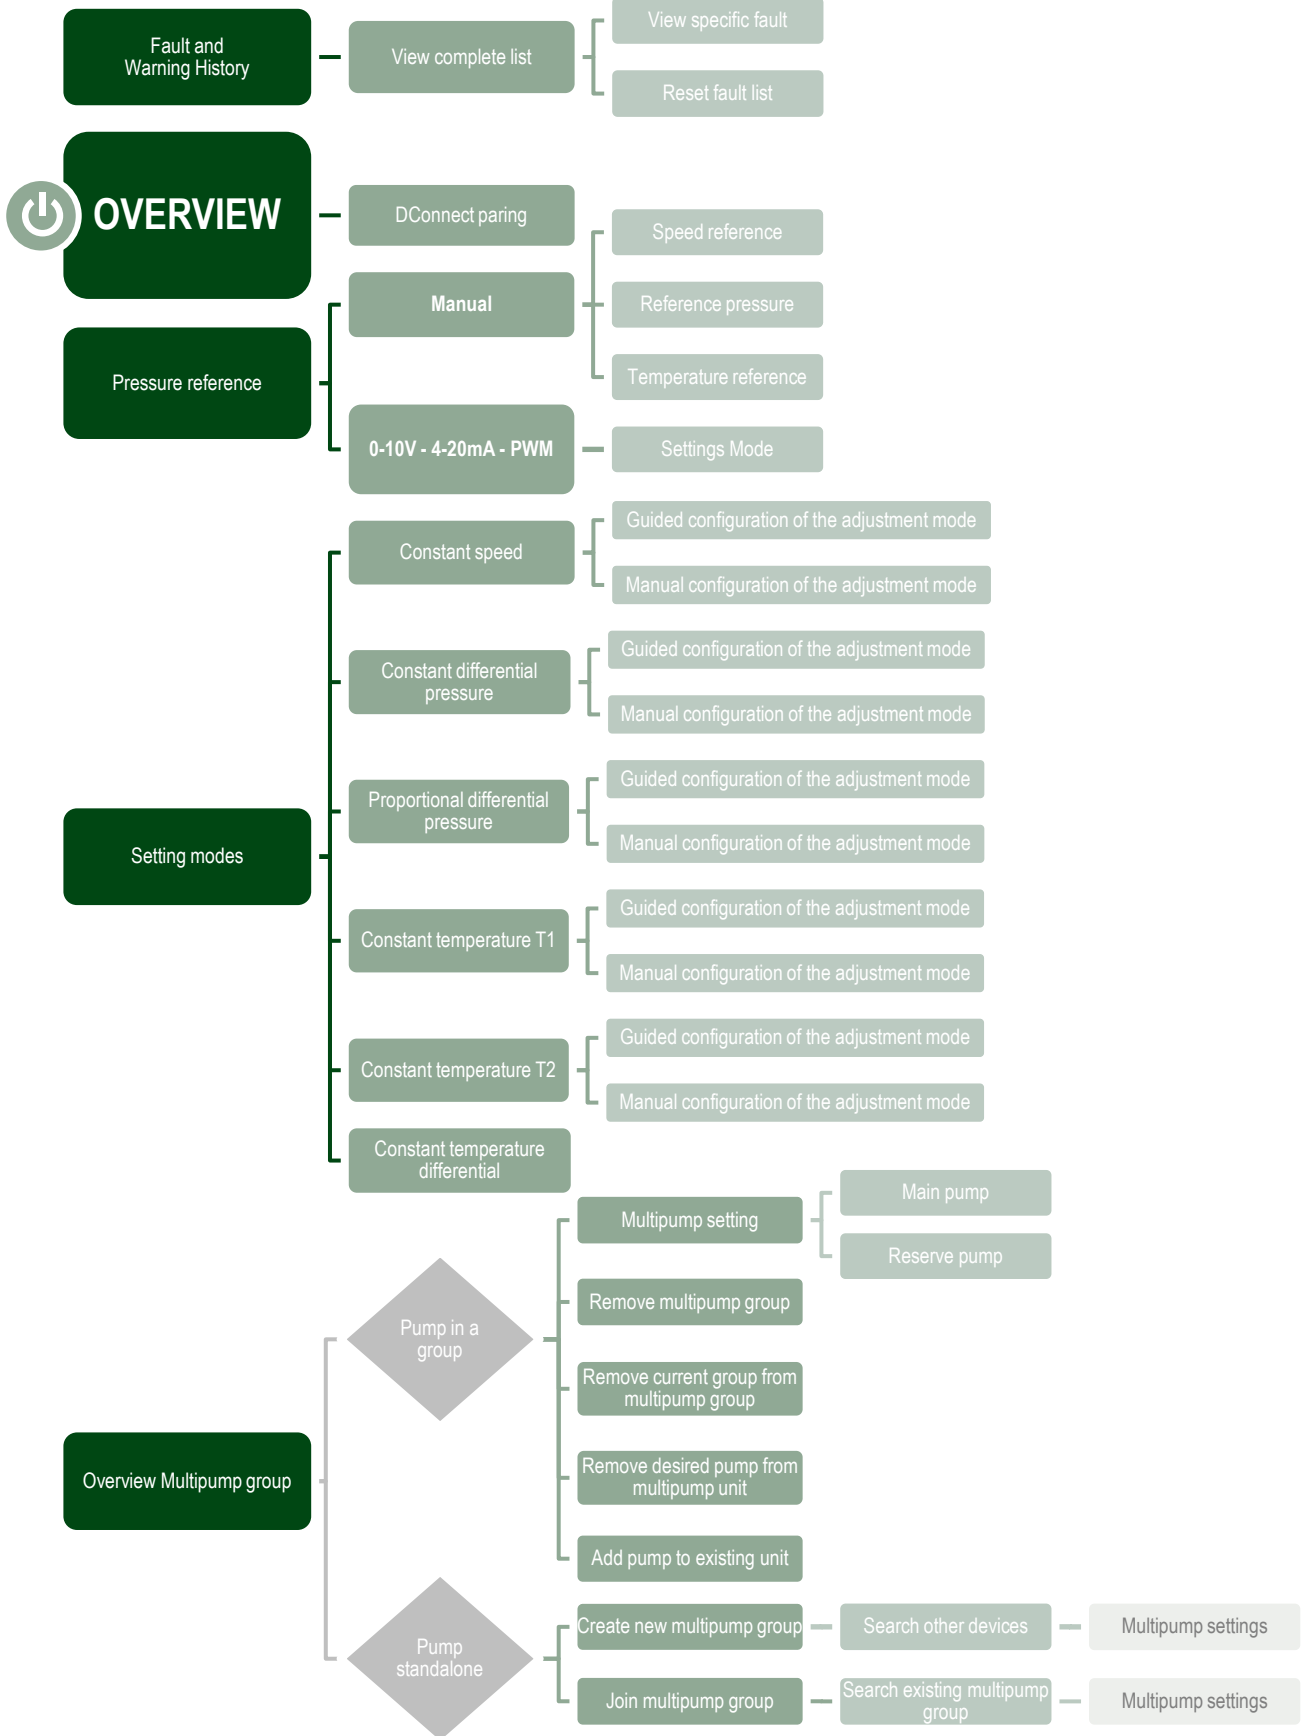 Fault and
Warning History
View complete list
View specific fault
Reset fault list
OVERVIEW
DConnect paring
Pressure reference
Manual
Speed reference
Reference pressure
Temperature reference
0-10V - 4-20mA - PWM
Settings Mode
Setting modes
Constant speed
Guided configuration of the adjustment mode
Manual configuration of the adjustment mode
Constant differential
pressure
Guided configuration of the adjustment mode
Manual configuration of the adjustment mode
Proportional differential
pressure
Guided configuration of the adjustment mode
Manual configuration of the adjustment mode
Constant temperature T1
Guided configuration of the adjustment mode
Manual configuration of the adjustment mode
Constant temperature T2
Guided configuration of the adjustment mode
Manual configuration of the adjustment mode
Constant temperature
differential
Overview Multipump group
Pump in a
group
Multipump setting
Main pump
Reserve pump
Remove multipump group
Remove current group from
multipump group
Remove desired pump from
multipump unit
Add pump to existing unit
Pump
standalone
Create new multipump group
Search other devices
Multipump settings
Join multipump group
Search existing multipump
group
Multipump settings